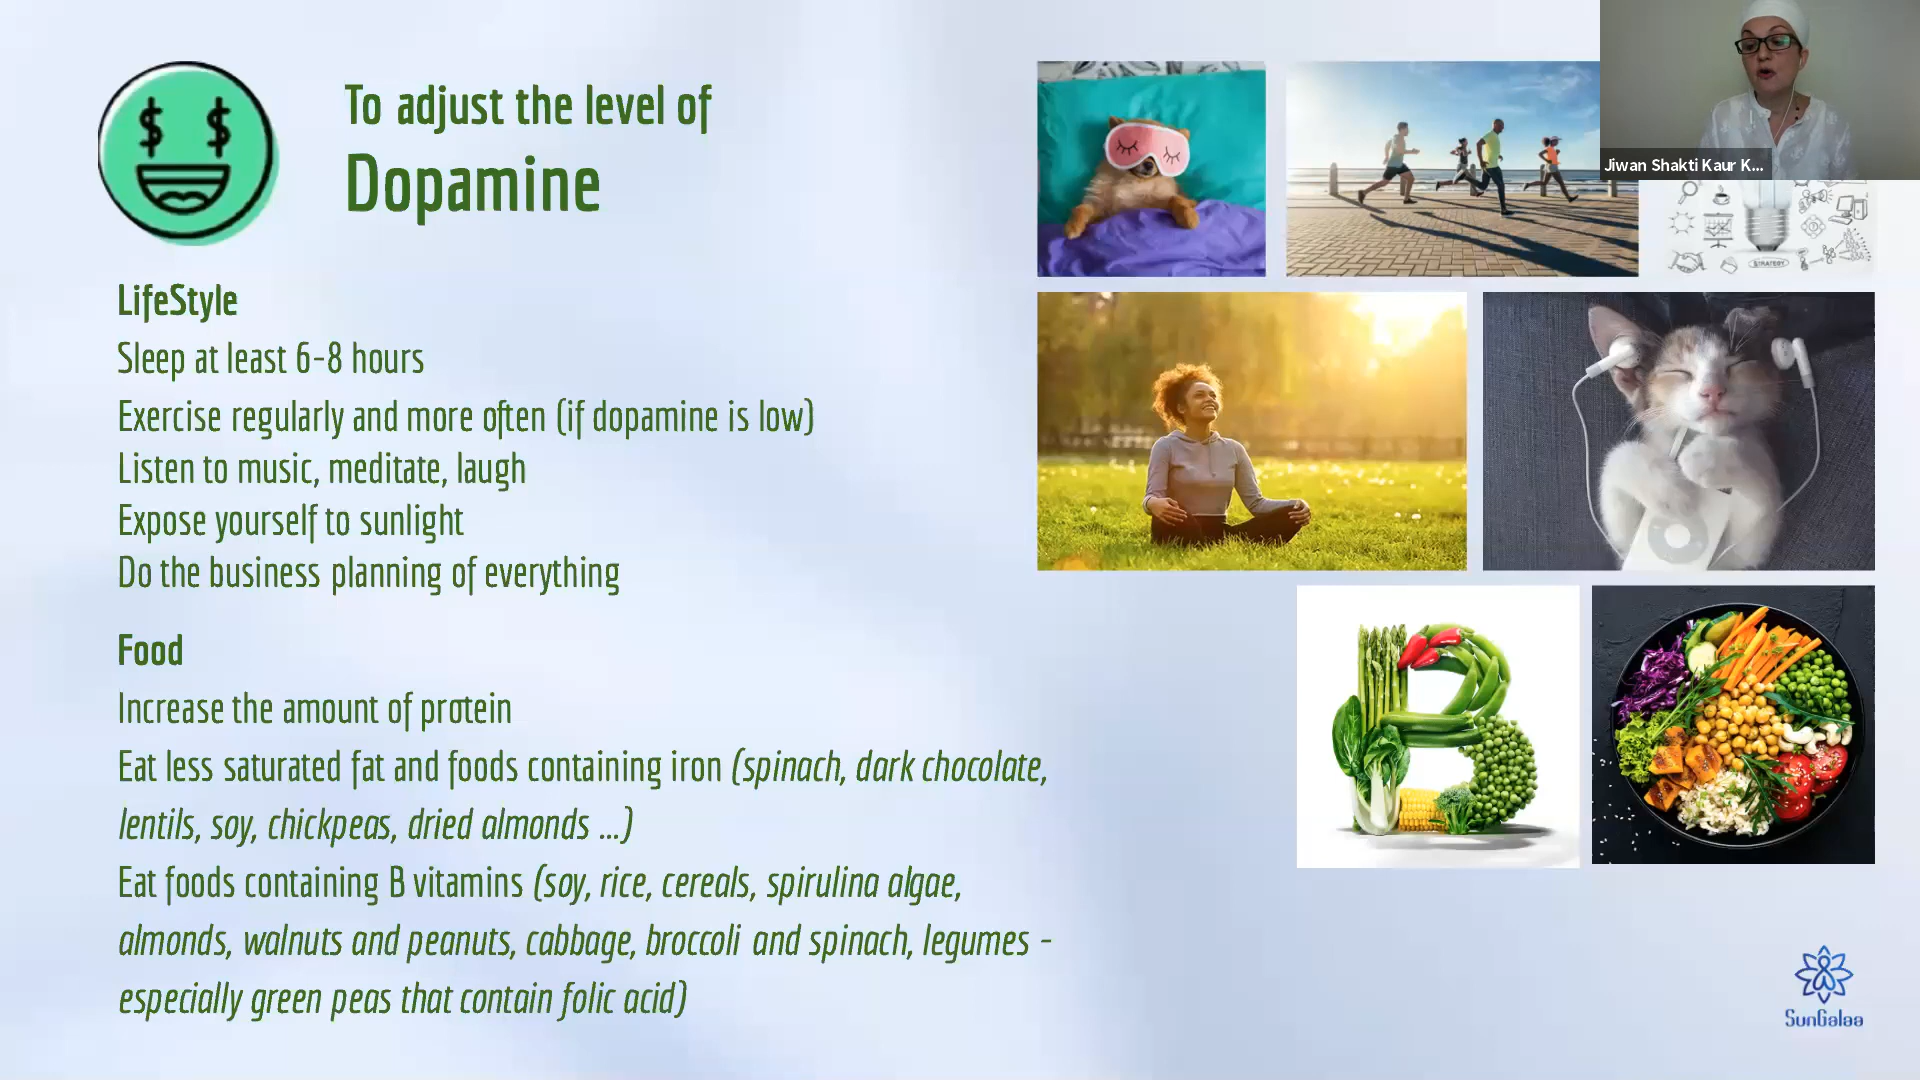 To adjust the level of
Dopamine
Jiwan Shakti Kaur K...
STRATEGY
LifeStyle
Sleep at least 6-8 hours
Exercise regularly and more often (if dopamine is low)
Listen to music, meditate, laugh
Expose yourself to sunlight
Do the business planning of everything
Food
Increase the amount of protein
Eat less saturated fat and foods containing iron (spinach, dark chocolate,
lentils, soy, chickpeas, dried almonds ...)
Eat foods containing B vitamins (soy, rice, cereals, spirulina algae,
almonds, walnuts and peanuts, cabbage, broccoli and spinach, legumes -
especially green peas that contain folic acid)
B
SunGalaa